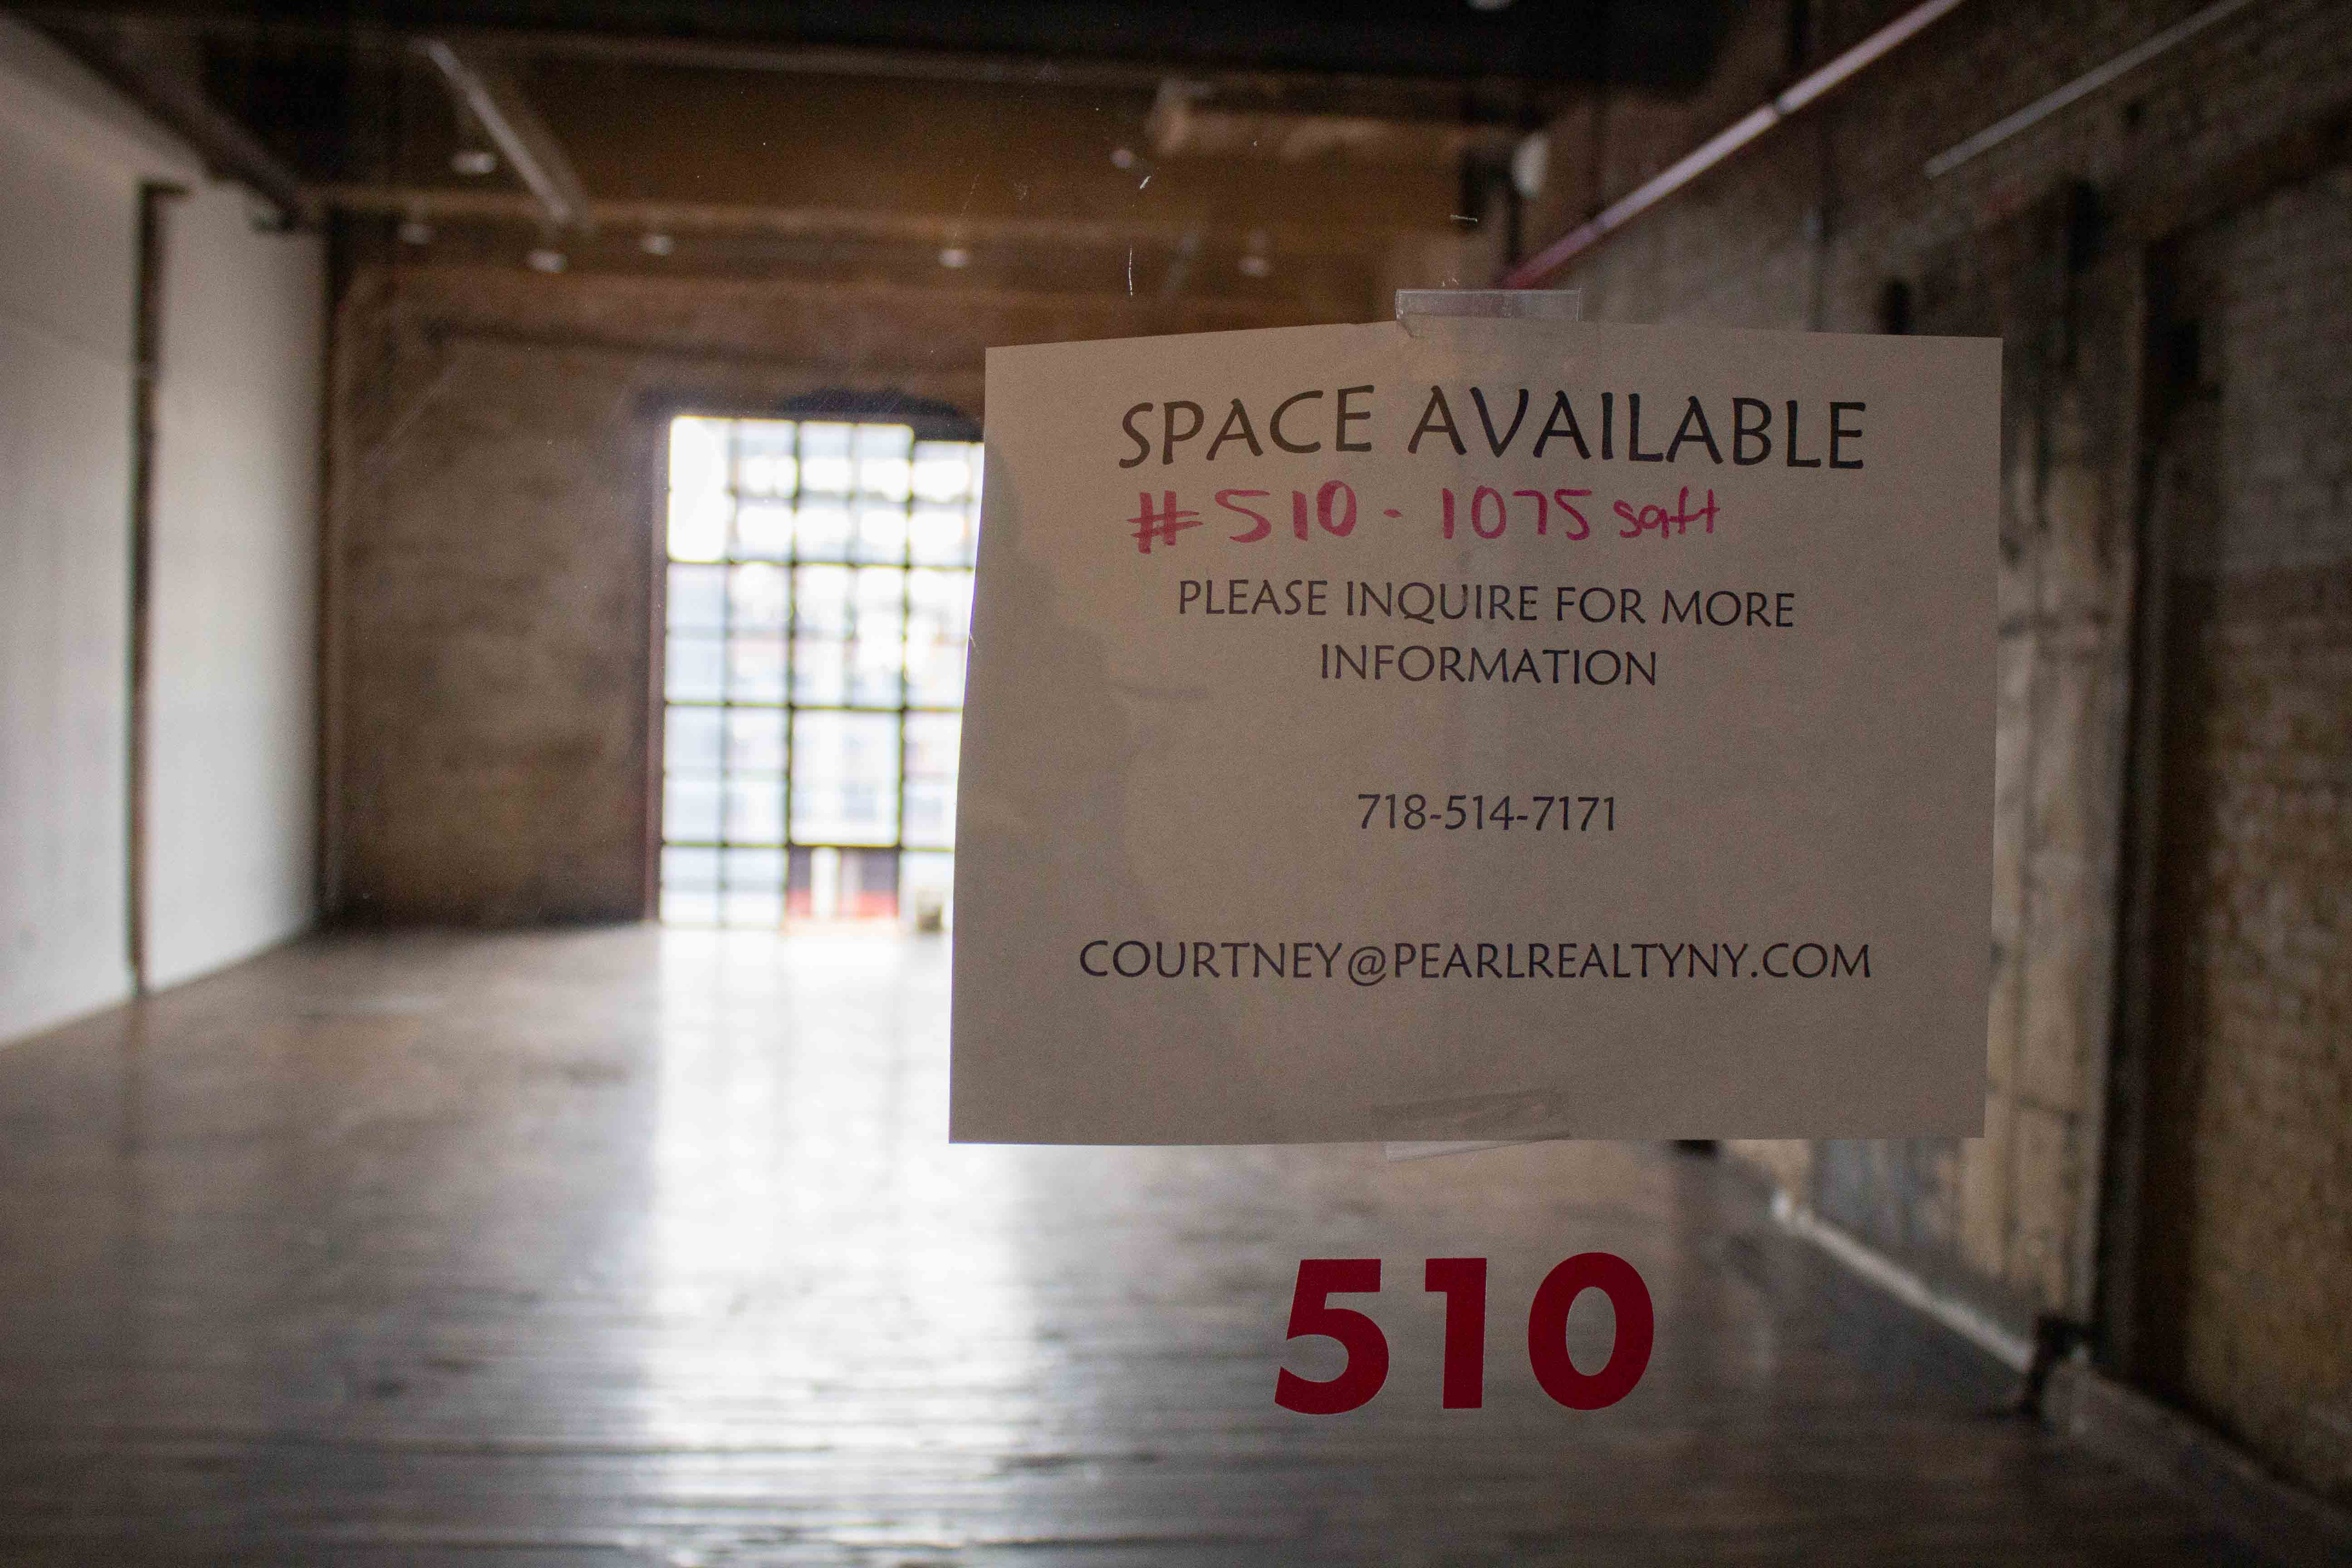 SPACE AVAILABLE
#510 - 1075 sqft
PLEASE INQUIRE FOR MORE
INFORMATION
718-514-7171
COURTNEY@PEARLREALTYNY.COM
510